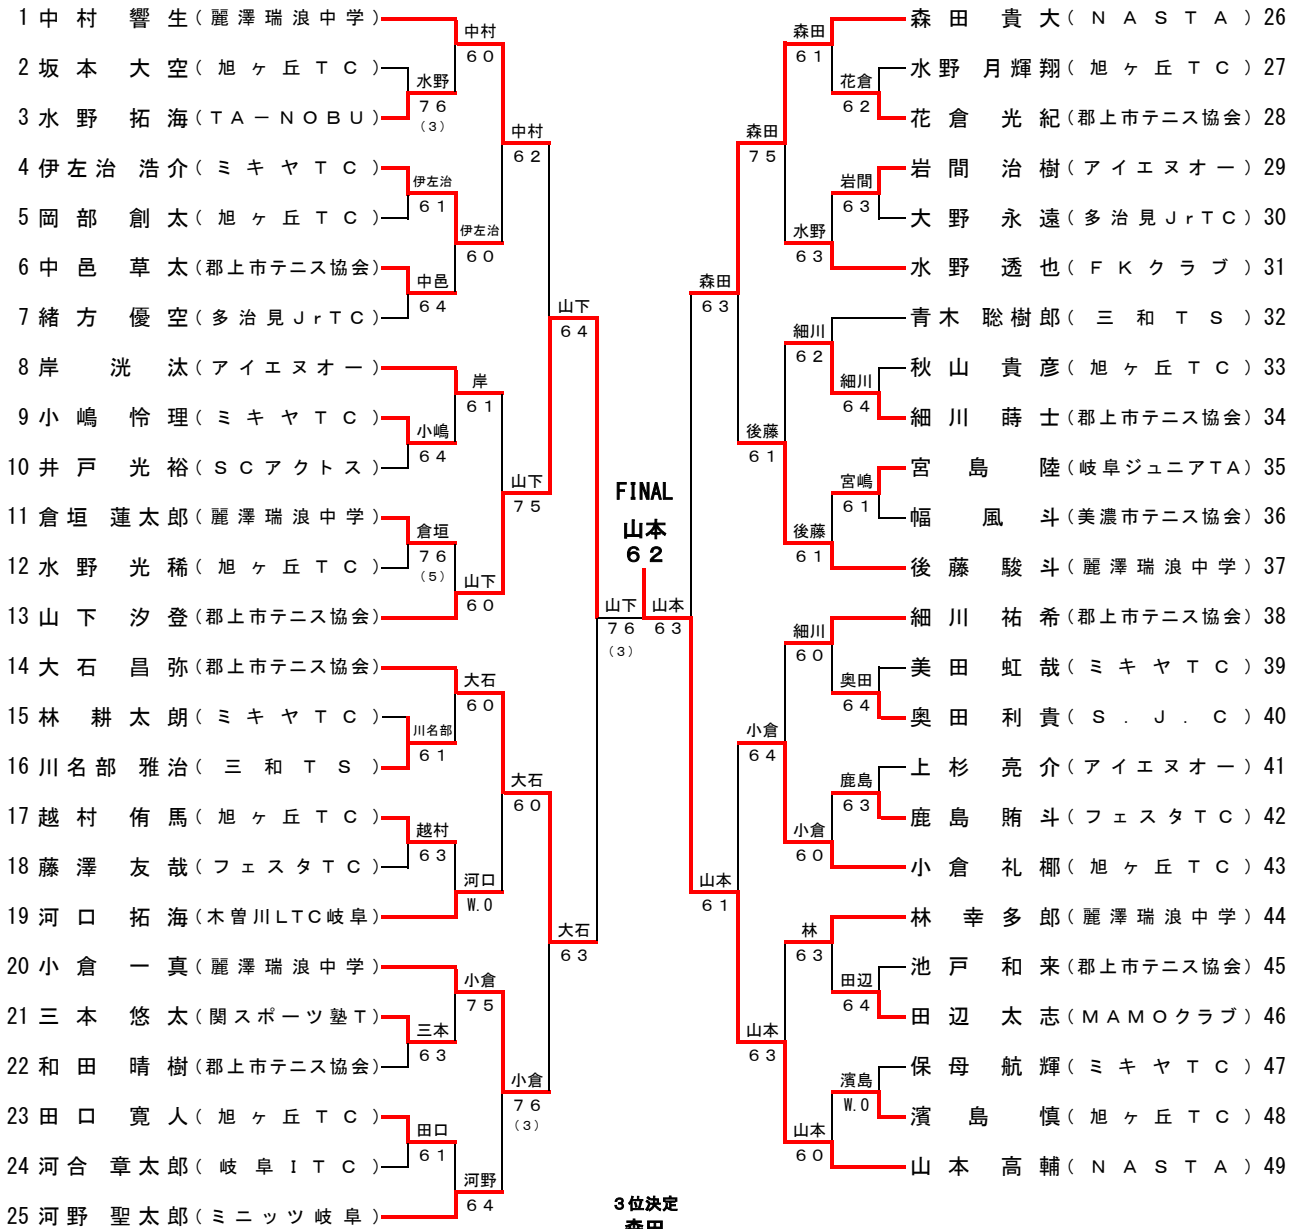 1 中村 響生 (麗澤瑞浪中学)
2 坂本 大空 (旭ヶ丘TC)
3 水野 拓海 (TA－NOBU)
4 伊左治 浩介 (ミキヤTC)
5 岡部 創太 (旭ヶ丘TC)
6 中邑 草太 (郡上市テニス協会)
7 緒方 優空 (多治見JrTC)
8 岸 洸汰 (アイエヌオー)
9 小嶋 怜理 (ミキヤTC)
10 井戸 光裕 (SCアクトス)
11 倉垣 蓮太郎 (麗澤瑞浪中学)
12 水野 光稀 (旭ヶ丘TC)
13 山下 汐登 (郡上市テニス協会)
14 大石 昌弥 (郡上市テニス協会)
15 林 耕太朗 (ミキヤTC)
16 川名部 雅治 (三和TS)
17 越村 侑馬 (旭ヶ丘TC)
18 藤澤 友哉 (フェスタTC)
19 河口 拓海 (木曽川LTC岐阜)
20 小倉 一真 (麗澤瑞浪中学)
21 三本 悠太 (関スポーツ塾T)
22 和田 晴樹 (郡上市テニス協会)
23 田口 寛人 (旭ヶ丘TC)
24 河合 章太郎 (岐阜ITC)
25 河野 聖太郎 (ミニッツ岐阜)
水野
76
(3)
伊左治
61
中邑
64
小嶋
64
倉垣
76
(5)
川名部
61
越村
63
三本
63
田口
61
中村
60
伊左治
60
岸
61
山下
60
大石
60
河口
W.O
小倉
75
河野
64
中村
62
山下
75
大石
60
小倉
76
(3)
山下
64
大石
63
山下
76
(3)
FINAL
山本
62
山本
63
3位決定
森田
森田
63
山本
61
森田
75
後藤
61
小倉
64
山本
63
森田
61
水野
63
細川
62
後藤
61
細川
60
小倉
60
林
63
山本
60
花倉
62
岩間
63
細川
64
宮嶋
61
奥田
64
鹿島
63
田辺
64
濱島
W.O
森田 貴大 (NASTA) 26
水野 月輝翔 (旭ヶ丘TC) 27
花倉 光紀 (郡上市テニス協会) 28
岩間 治樹 (アイエヌオー) 29
大野 永遠 (多治見JrTC) 30
水野 透也 (FKクラブ) 31
青木 聡樹郎 (三和TS) 32
秋山 貴彦 (旭ヶ丘TC) 33
細川 蒔士 (郡上市テニス協会) 34
宮島 陸 (岐阜ジュニアTA) 35
幅 風斗 (美濃市テニス協会) 36
後藤 駿斗 (麗澤瑞浪中学) 37
細川 祐希 (郡上市テニス協会) 38
美田 虹哉 (ミキヤTC) 39
奥田 利貴 (S.J.C) 40
上杉 亮介 (アイエヌオー) 41
鹿島 賄斗 (フェスタTC) 42
小倉 礼椰 (旭ヶ丘TC) 43
林 幸多郎 (麗澤瑞浪中学) 44
池戸 和来 (郡上市テニス協会) 45
田辺 太志 (MAMOクラブ) 46
保母 航輝 (ミキヤTC) 47
濱島 慎 (旭ヶ丘TC) 48
山本 高輔 (NASTA) 49